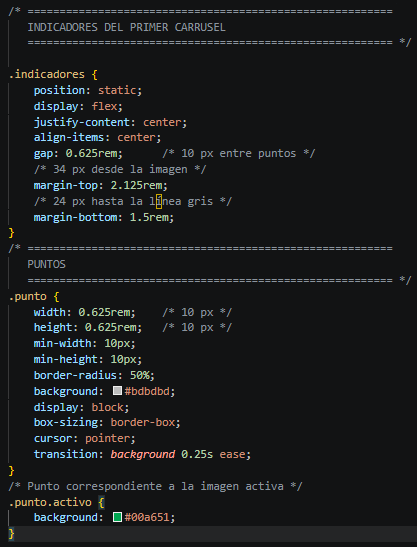 /* =========================================================
INDICADORES DEL PRIMER CARRUSEL
========================================================= */
.indicadores {
position: static;
display: flex;
justify-content: center;
align-items: center;
gap: 0.625rem;      /* 10 px entre puntos */
/* 34 px desde la imagen */
margin-top: 2.125rem;
/* 24 px hasta la línea gris */
margin-bottom: 1.5rem;
}
/* =========================================================
PUNTOS
========================================================= */
.punto {
width: 0.625rem;    /* 10 px */
height: 0.625rem;   /* 10 px */
min-width: 10px;
min-height: 10px;
border-radius: 50%;
background: #bdbdbd;
display: block;
box-sizing: border-box;
cursor: pointer;
transition: background 0.25s ease;
}
/* Punto correspondiente a la imagen activa */
.punto.activo {
background: #00a651;
}